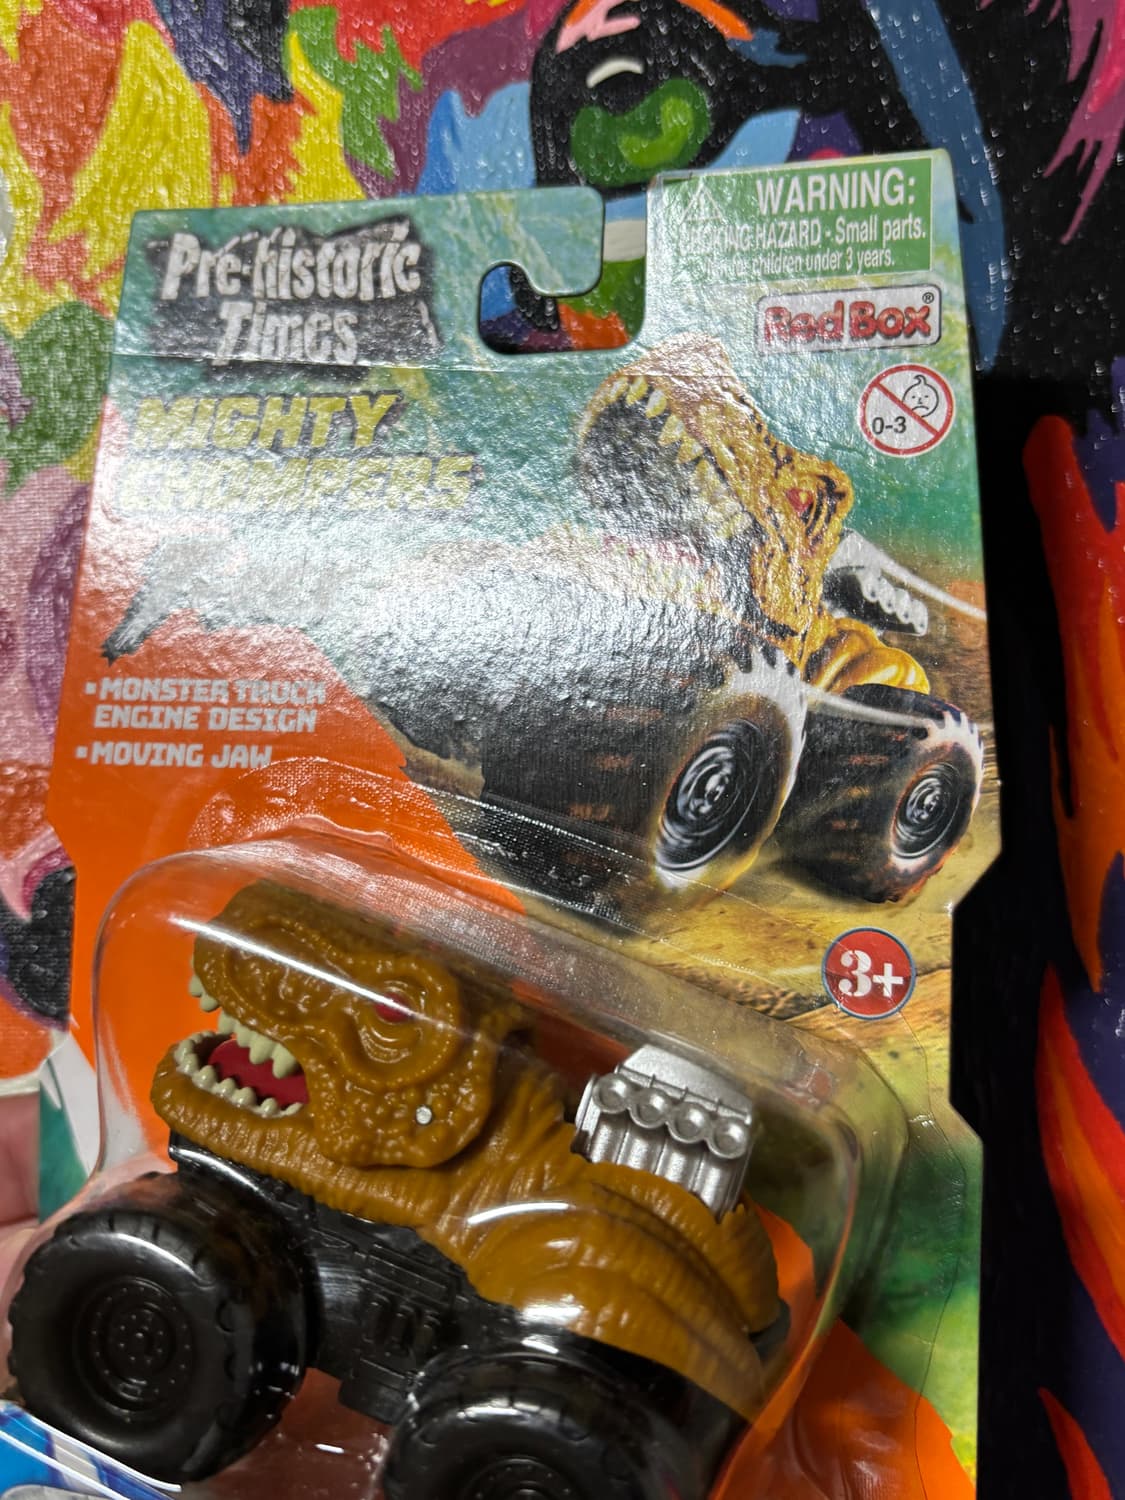 Pre-historic
Times
WARNING:
CHOKING HAZARD - Small parts.
children under 3 years.
Red Box®
MIGHTY
CHOMPERS
0-3
▪MONSTER TRUCK
ENGINE DESIGN
▪MOVING JAW
3+